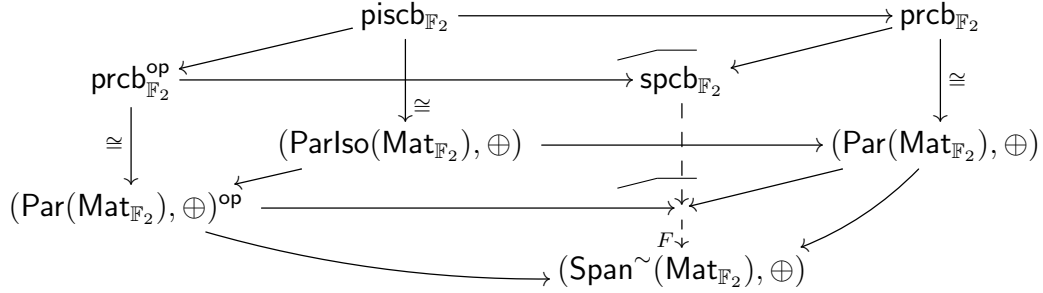 piscb_{𝔽₂} prcb_{𝔽₂}
prcb^{op}_{𝔽₂} spcb_{𝔽₂}
≅ ≅ ≅
(ParIso(Mat_{𝔽₂}), ⊕) (Par(Mat_{𝔽₂}), ⊕)
(Par(Mat_{𝔽₂}), ⊕)^{op}
F
(Span^∼(Mat_{𝔽₂}), ⊕)